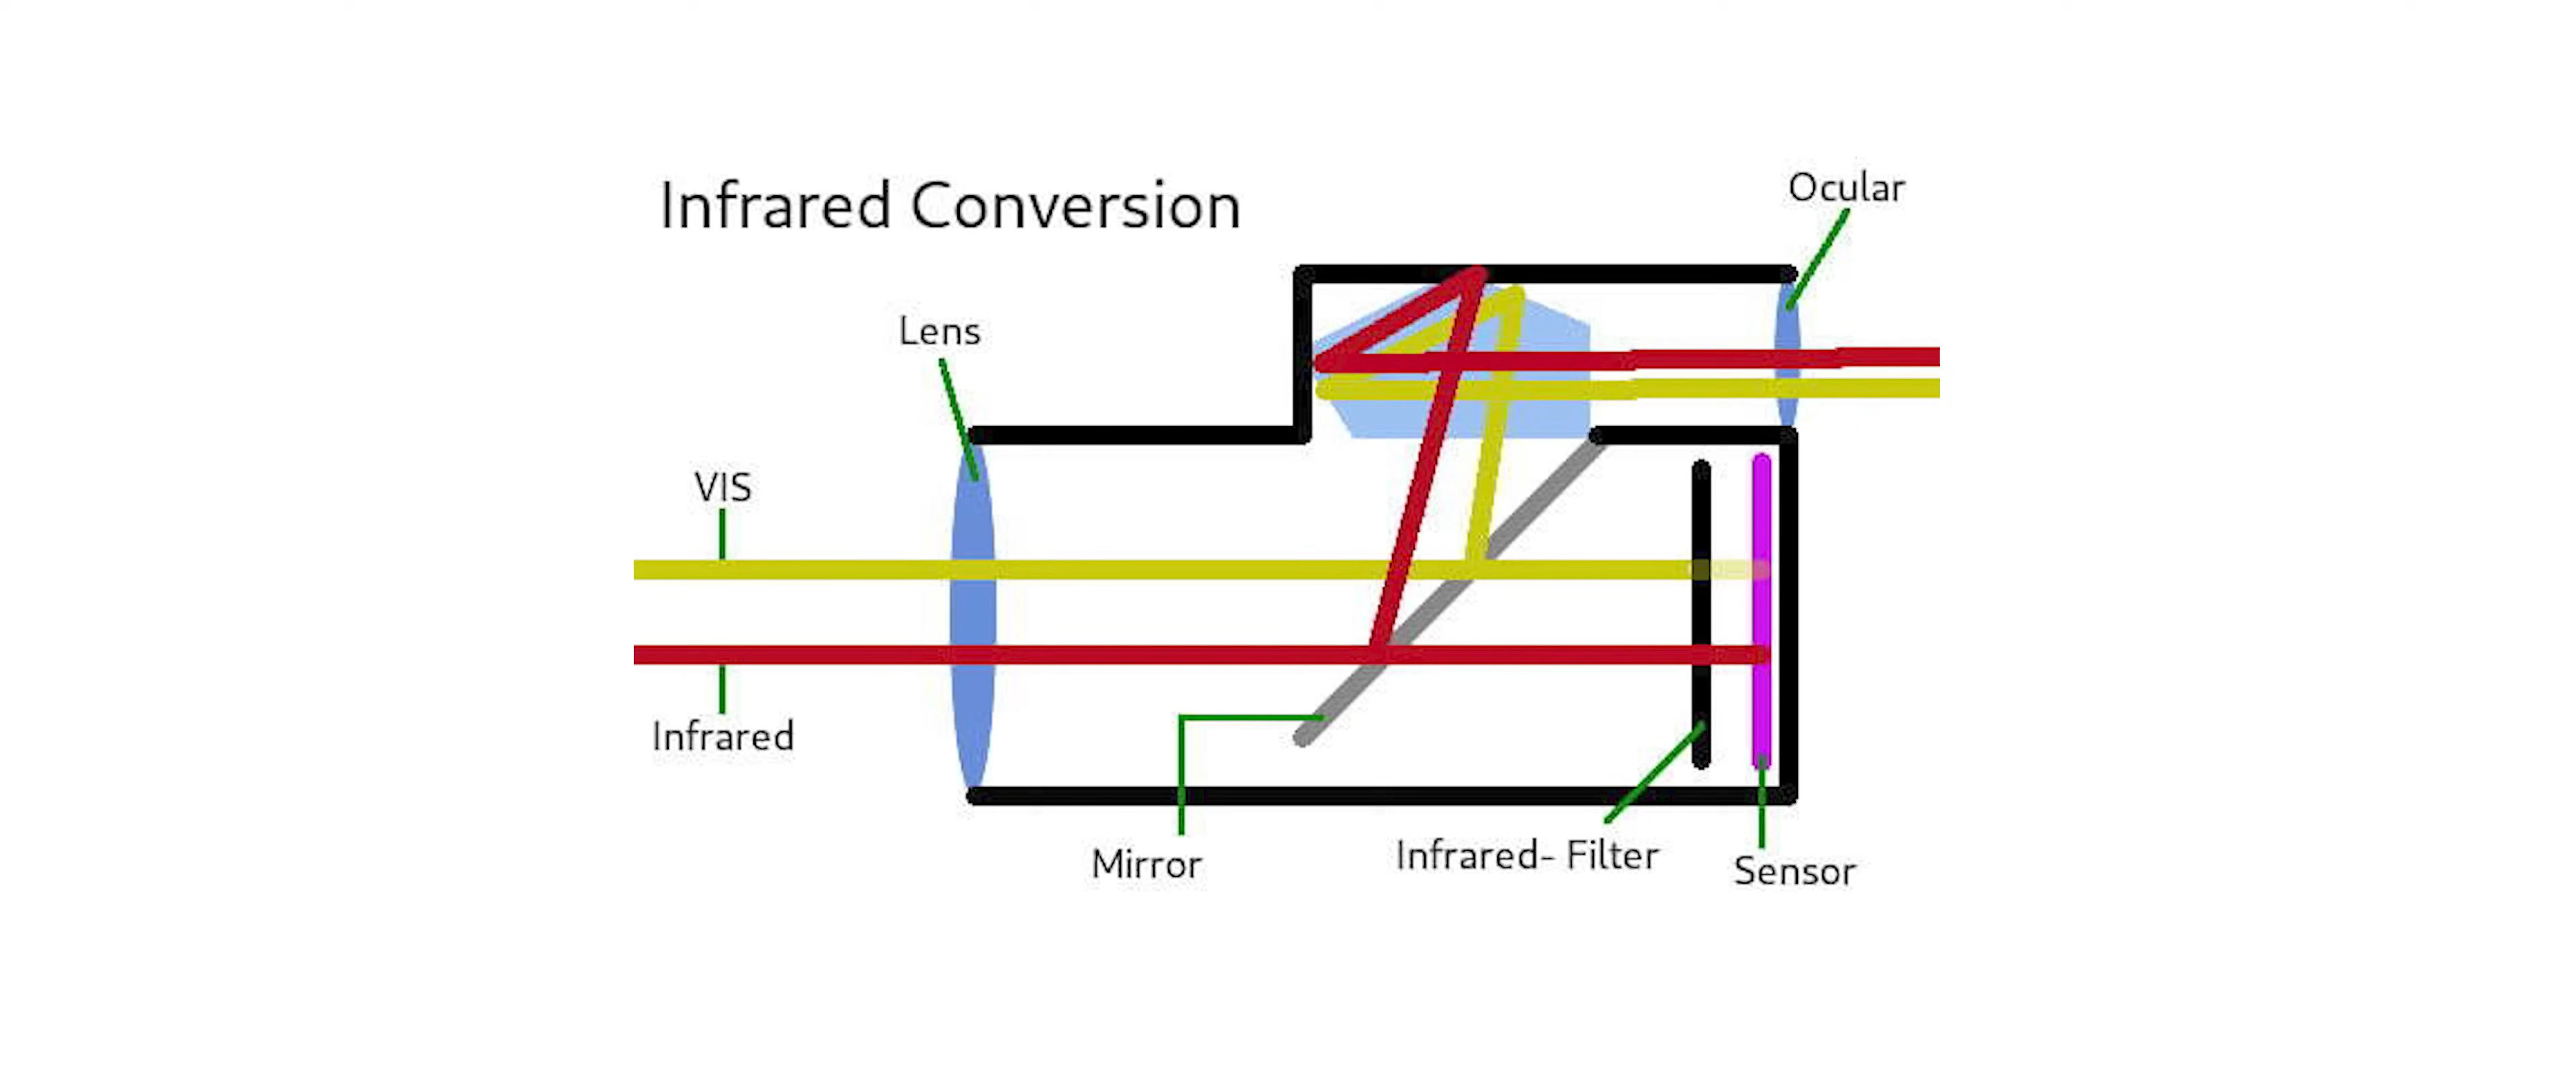 Infrared Conversion
Ocular
Lens
VIS
Infrared
Mirror
Infrared- Filter
Sensor